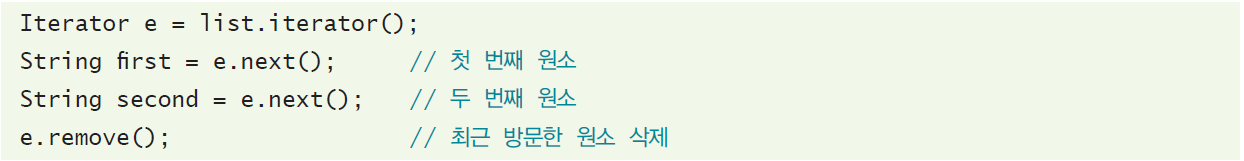 Iterator e = list.iterator();
String first = e.next(); // 첫 번째 원소
String second = e.next(); // 두 번째 원소
e.remove(); // 최근 방문한 원소 삭제